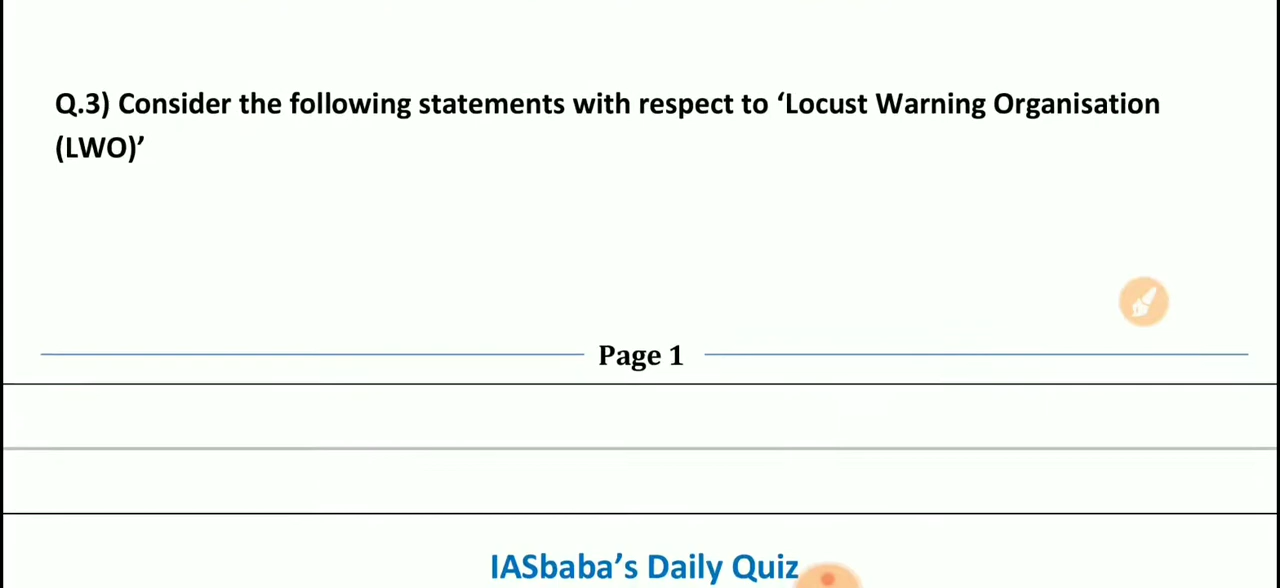 Q.3) Consider the following statements with respect to ‘Locust Warning Organisation
(LWO)’
Page 1
IASbaba’s Daily Quiz